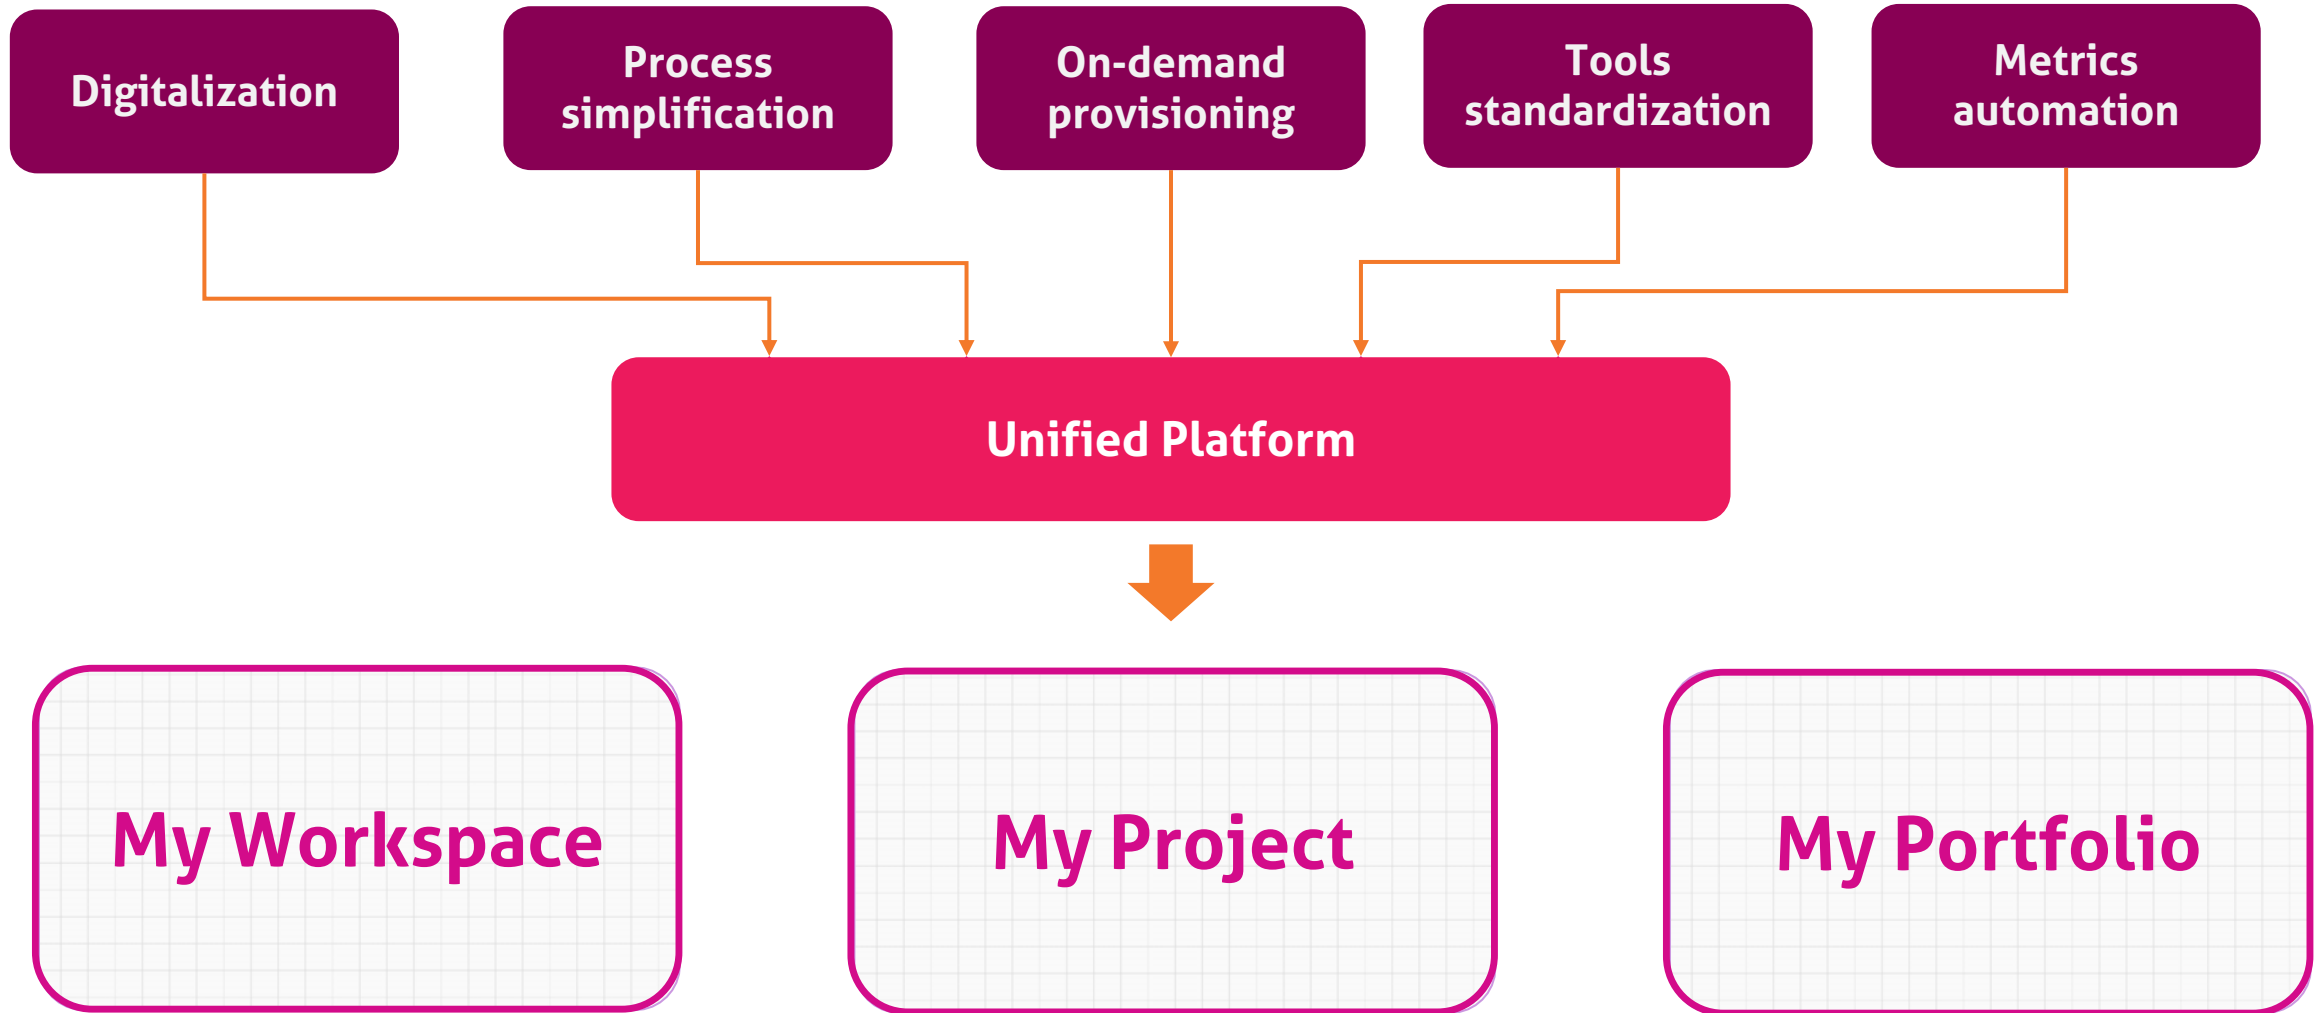 Digitalization
Process
simplification
On-demand
provisioning
Tools
standardization
Metrics
automation
Unified Platform
My Workspace
My Project
My Portfolio